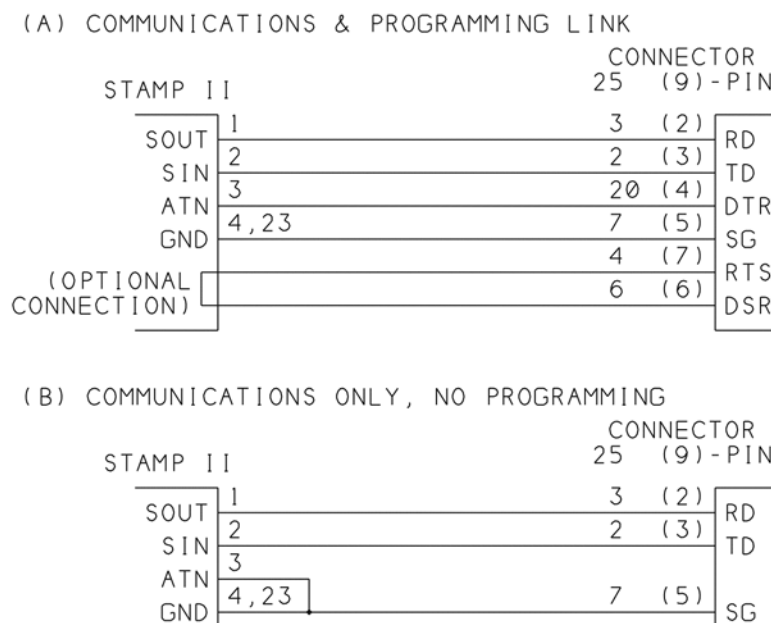 (A) COMMUNICATIONS & PROGRAMMING LINK
CONNECTOR
STAMP II 25 (9)-PIN
1 3 (2)
SOUT RD
2 2 (3)
SIN TD
3 20 (4)
ATN DTR
4,23 7 (5)
GND SG
4 (7)
(OPTIONAL RTS
6 (6)
CONNECTION) DSR
(B) COMMUNICATIONS ONLY, NO PROGRAMMING
CONNECTOR
STAMP II 25 (9)-PIN
1 3 (2)
SOUT RD
2 2 (3)
SIN TD
3
ATN
4,23 7 (5)
GND SG